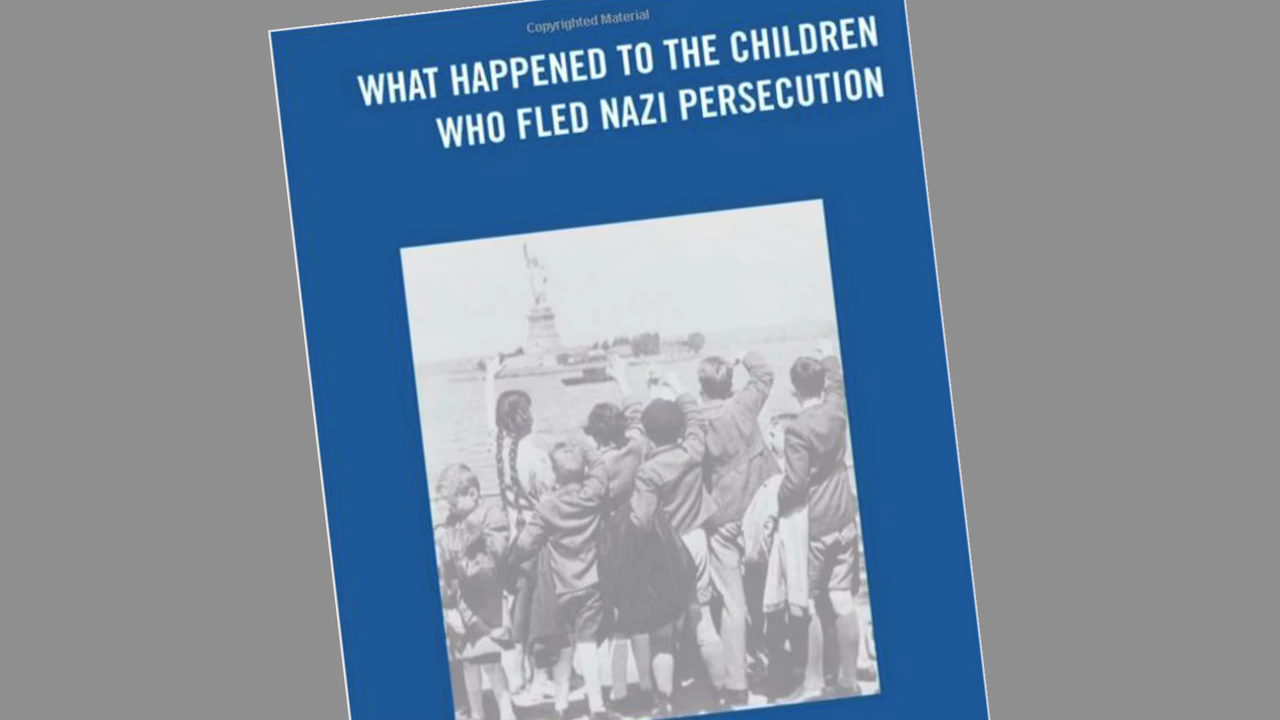 Copyrighted Material
WHAT HAPPENED TO THE CHILDREN
WHO FLED NAZI PERSECUTION